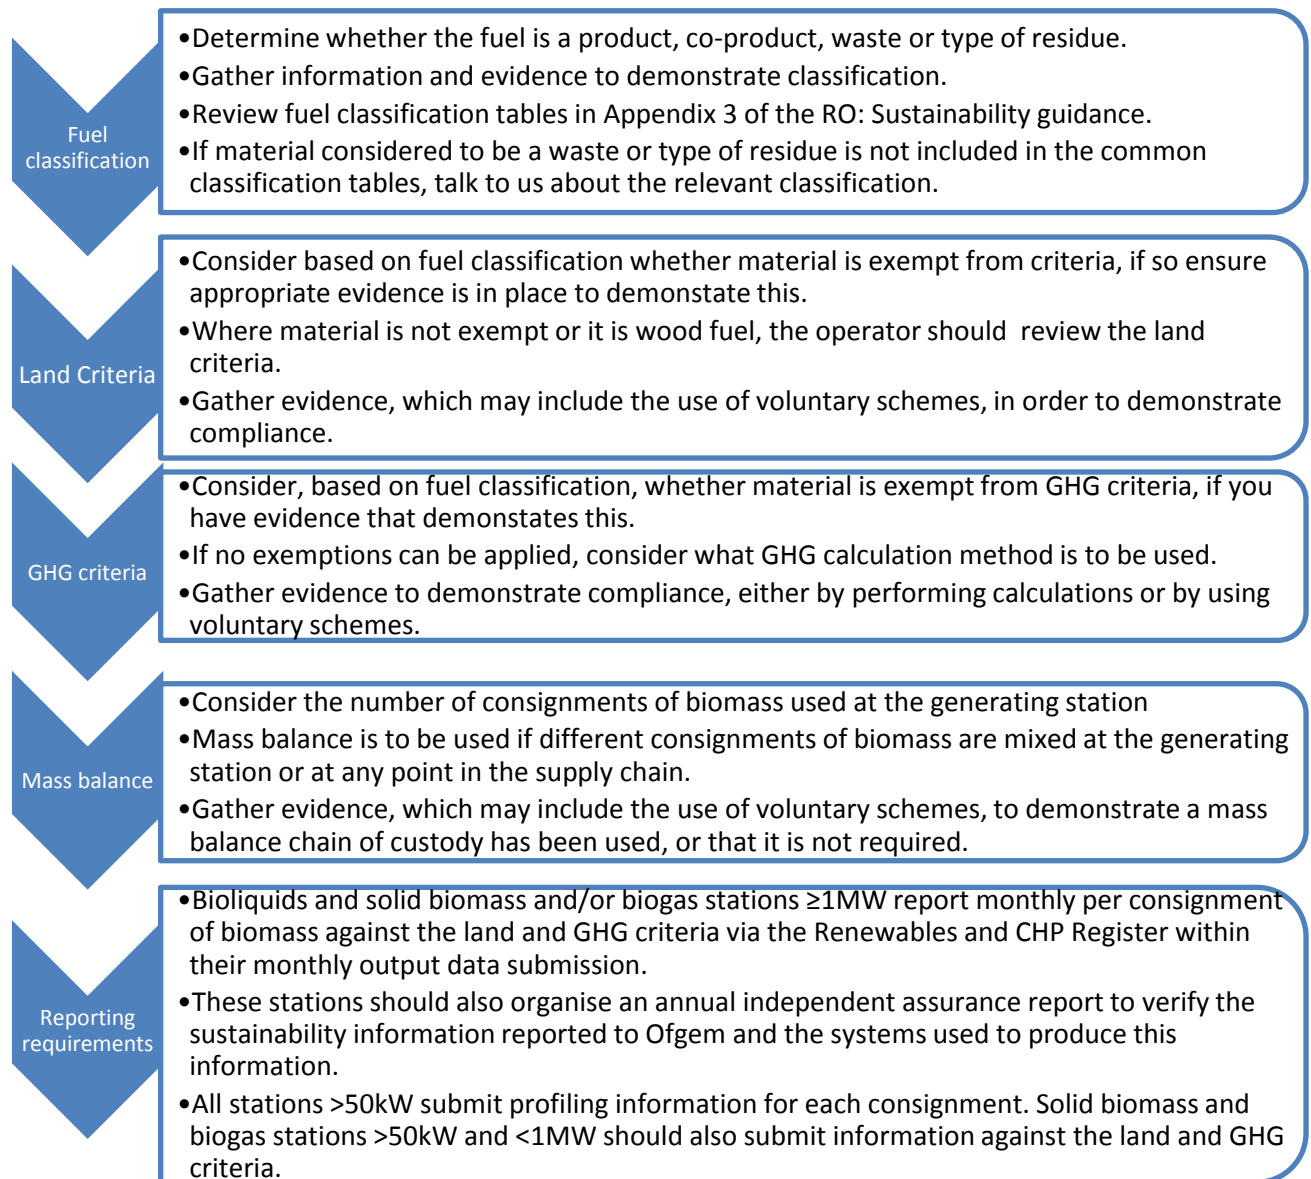 Fuel
classification
•Determine whether the fuel is a product, co-product, waste or type of residue.
•Gather information and evidence to demonstrate classification.
•Review fuel classification tables in Appendix 3 of the RO: Sustainability guidance.
•If material considered to be a waste or type of residue is not included in the common
classification tables, talk to us about the relevant classification.
Land Criteria
•Consider based on fuel classification whether material is exempt from criteria, if so ensure
appropriate evidence is in place to demonstate this.
•Where material is not exempt or it is wood fuel, the operator should review the land
criteria.
•Gather evidence, which may include the use of voluntary schemes, in order to demonstrate
compliance.
GHG criteria
•Consider, based on fuel classification, whether material is exempt from GHG criteria, if you
have evidence that demonstates this.
•If no exemptions can be applied, consider what GHG calculation method is to be used.
•Gather evidence to demonstrate compliance, either by performing calculations or by using
voluntary schemes.
Mass balance
•Consider the number of consignments of biomass used at the generating station
•Mass balance is to be used if different consignments of biomass are mixed at the generating
station or at any point in the supply chain.
•Gather evidence, which may include the use of voluntary schemes, to demonstrate a mass
balance chain of custody has been used, or that it is not required.
Reporting
requirements
•Bioliquids and solid biomass and/or biogas stations ≥1MW report monthly per consignment
of biomass against the land and GHG criteria via the Renewables and CHP Register within
their monthly output data submission.
•These stations should also organise an annual independent assurance report to verify the
sustainability information reported to Ofgem and the systems used to produce this
information.
•All stations >50kW submit profiling information for each consignment. Solid biomass and
biogas stations >50kW and <1MW should also submit information against the land and GHG
criteria.